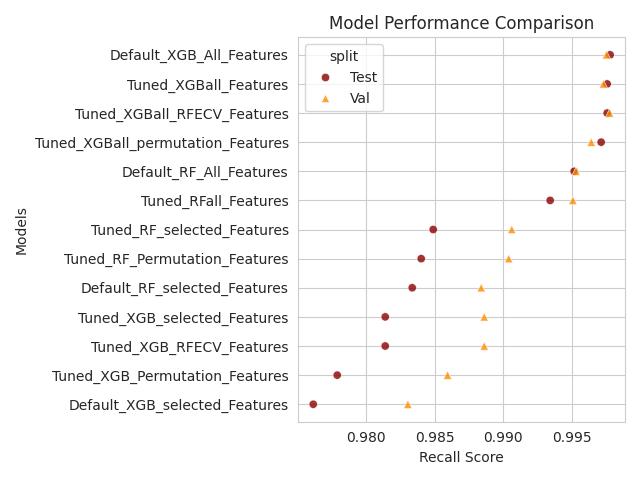 Model Performance Comparison
split
Test
Val
Default_XGB_All_Features
Tuned_XGBall_Features
Tuned_XGBall_RFECV_Features
Tuned_XGBall_permutation_Features
Default_RF_All_Features
Tuned_RFall_Features
Tuned_RF_selected_Features
Tuned_RF_Permutation_Features
Default_RF_selected_Features
Tuned_XGB_selected_Features
Tuned_XGB_RFECV_Features
Tuned_XGB_Permutation_Features
Default_XGB_selected_Features
Models
0.980 0.985 0.990 0.995
Recall Score